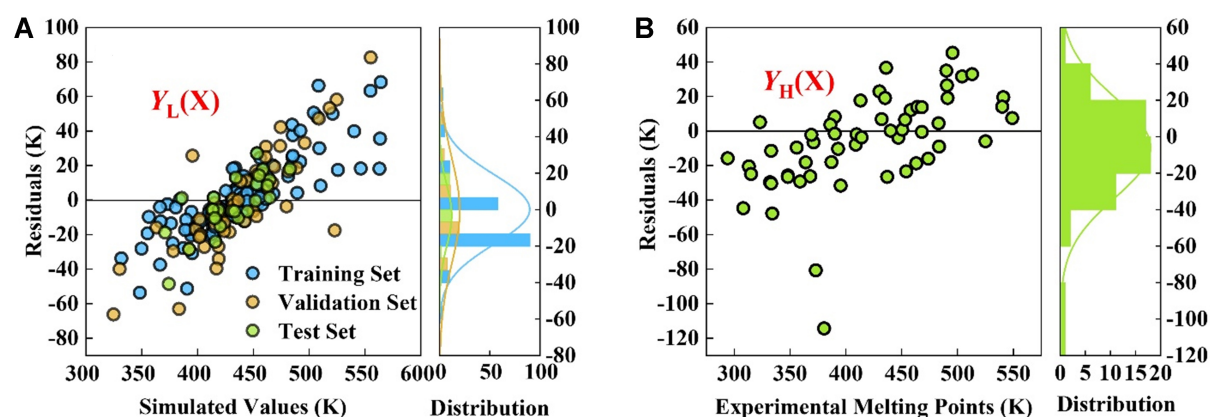 A
B
100
80
60
40
20
0
-20
-40
-60
-80
Residuals (K)
Y_L(X)
Training Set
Validation Set
Test Set
300 350 400 450 500 550 600
Simulated Values (K)
100
80
60
40
20
0
-20
-40
-60
-80
0 50 100
Distribution
60
40
20
0
-20
-40
-60
-80
-100
-120
Residuals (K)
Y_H(X)
300 350 400 450 500 550
Experimental Melting Points (K)
60
40
20
0
-20
-40
-60
-80
-100
-120
0 5 10 15 20
Distribution